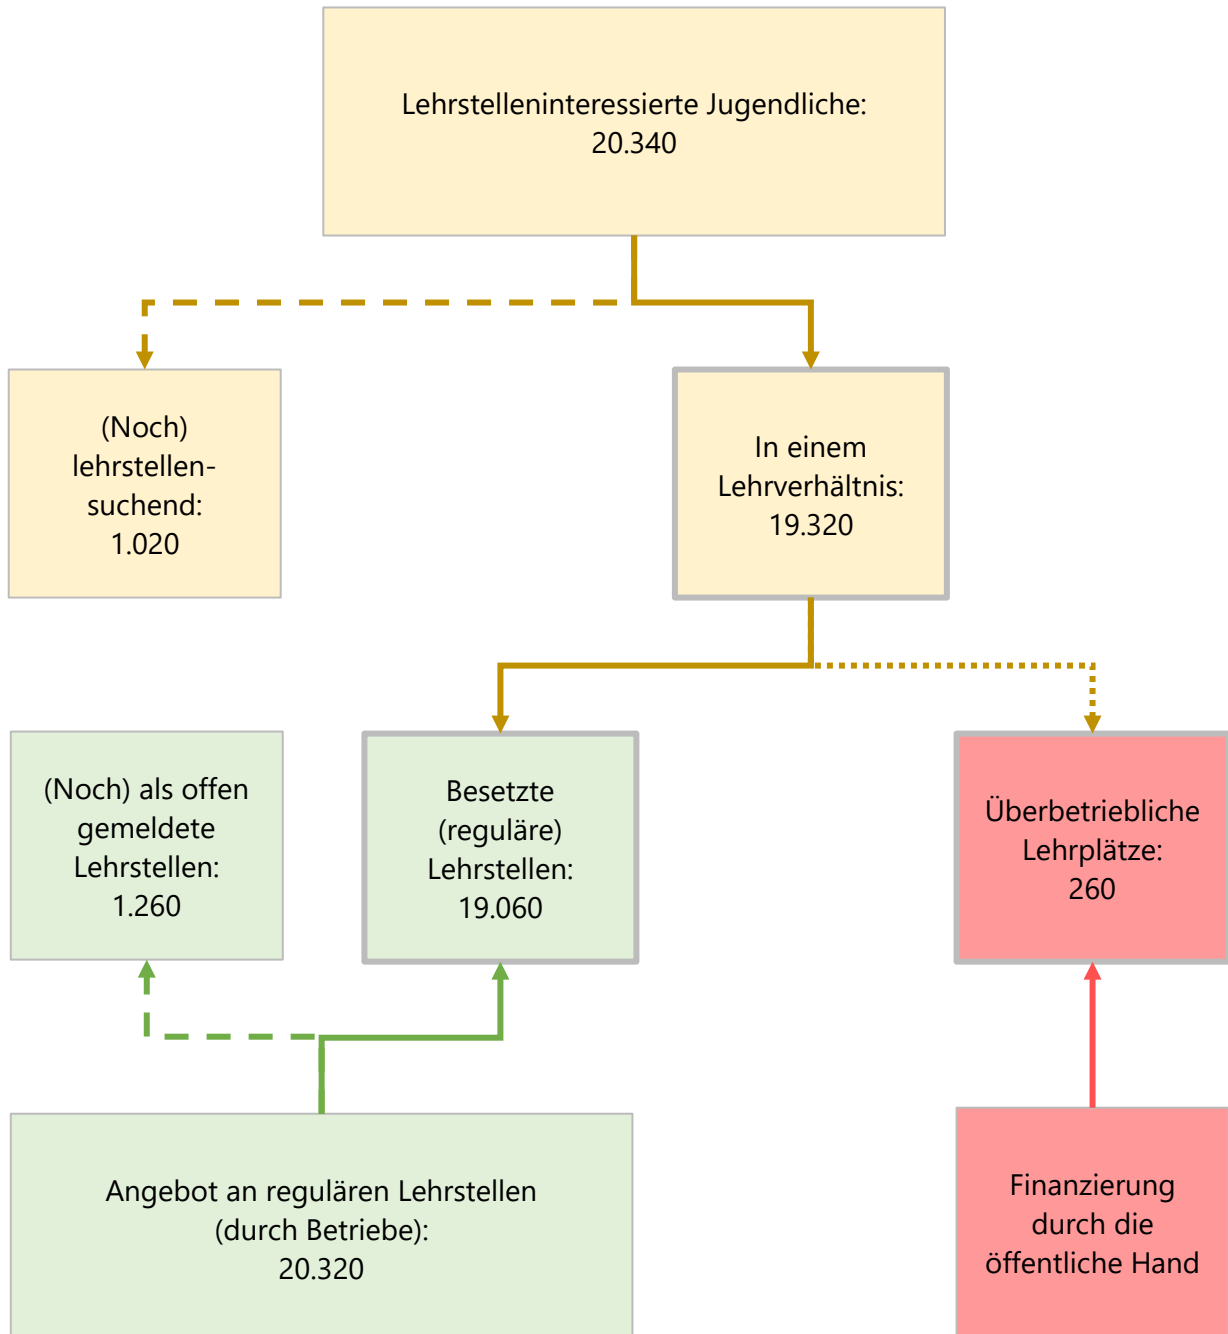 Lehrstelleninteressierte Jugendliche:
20.340
(Noch)
lehrstellen-
suchend:
1.020
In einem
Lehrverhältnis:
19.320
(Noch) als offen
gemeldete
Lehrstellen:
1.260
Besetzte
(reguläre)
Lehrstellen:
19.060
Überbetriebliche
Lehrplätze:
260
Angebot an regulären Lehrstellen
(durch Betriebe):
20.320
Finanzierung
durch die
öffentliche Hand